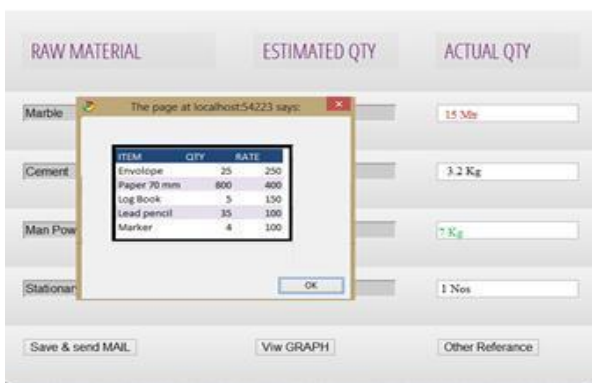 RAW MATERIAL ESTIMATED QTY ACTUAL QTY
The page at localhost:54223 says:
Marble 15 Mtr
ITEM QTY RATE
Envolope 25 250
Paper 70 mm 800 400
Log Book 5 150
Lead pencil 35 100
Marker 4 100
Cement 3.2 Kg
Man Pow 7 Kg
OK
Stationar 1 Nos
Save & send MAIL Viw GRAPH Other Referance